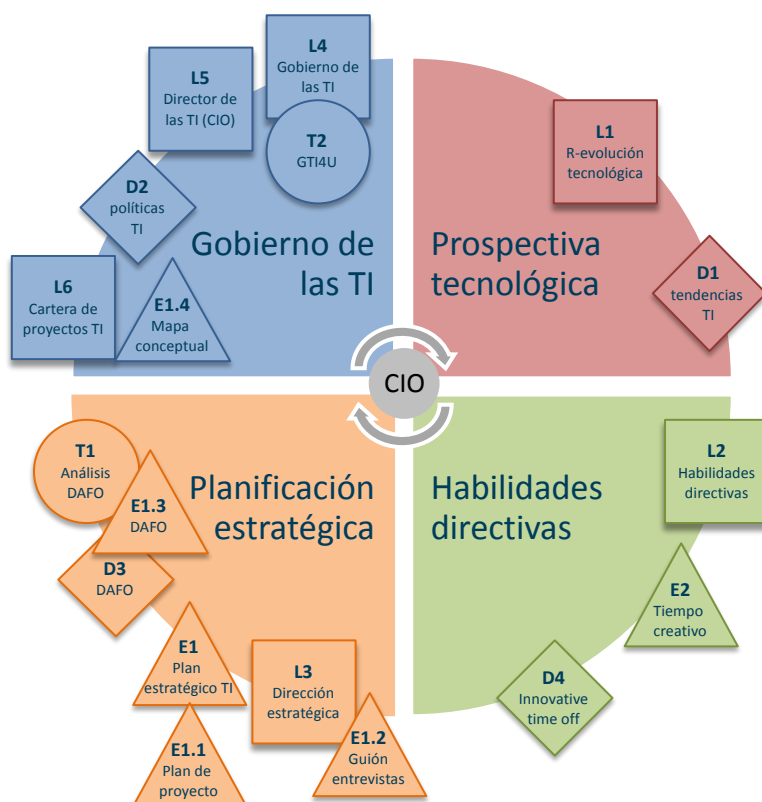 L4
Gobierno de
las TI
L5
Director de
las TI (CIO)
T2
GTI4U
D2
políticas
TI
L6
Cartera de
proyectos TI
E1.4
Mapa
conceptual
Gobierno de
las TI
L1
R-evolución
tecnológica
D1
tendencias
TI
Prospectiva
tecnológica
CIO
T1
Análisis
DAFO
E1.3
DAFO
D3
DAFO
Planificación
estratégica
E1
Plan
estratégico TI
L3
Dirección
estratégica
E1.1
Plan de
proyecto
E1.2
Guión
entrevistas
Habilidades
directivas
L2
Habilidades
directivas
E2
Tiempo
creativo
D4
Innovative
time off